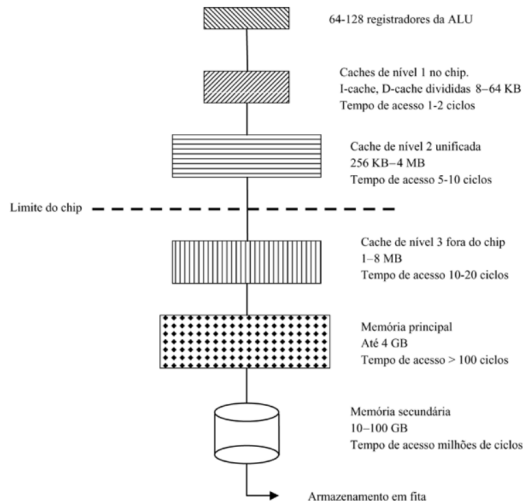 64-128 registradores da ALU
Caches de nível 1 no chip.
I-cache, D-cache divididas 8–64 KB
Tempo de acesso 1-2 ciclos
Cache de nível 2 unificada
256 KB–4 MB
Tempo de acesso 5-10 ciclos
Limite do chip
Cache de nível 3 fora do chip
1–8 MB
Tempo de acesso 10-20 ciclos
Memória principal
Até 4 GB
Tempo de acesso > 100 ciclos
Memória secundária
10–100 GB
Tempo de acesso milhões de ciclos
Armazenamento em fita